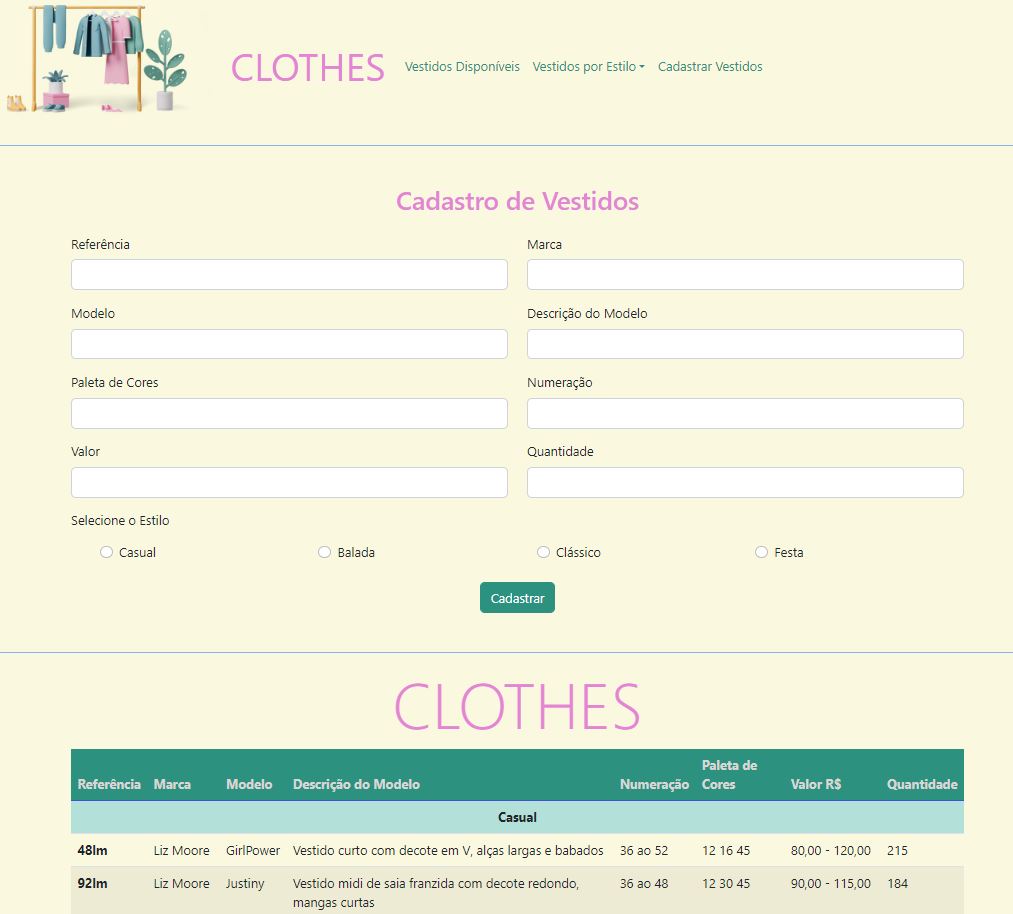 CLOTHES Vestidos Disponíveis Vestidos por Estilo Cadastrar Vestidos
Cadastro de Vestidos
Referência Marca
Modelo Descrição do Modelo
Paleta de Cores Numeração
Valor Quantidade
Selecione o Estilo
Casual Balada Clássico Festa
Cadastrar
CLOTHES
Referência Marca Modelo Descrição do Modelo Numeração Paleta de Cores Valor R$ Quantidade
Casual
48lm Liz Moore GirlPower Vestido curto com decote em V, alças largas e babados 36 ao 52 12 16 45 80,00 - 120,00 215
92lm Liz Moore Justiny Vestido midi de saia franzida com decote redondo, 36 ao 48 12 30 45 90,00 - 115,00 184
mangas curtas